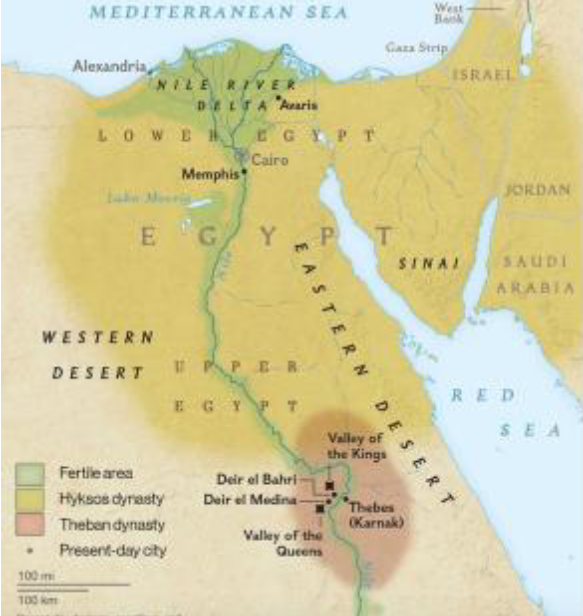 MEDITERRANEAN SEA
West
Bank
Gaza Strip
Alexandria
ISRAEL
NILE RIVER
DELTA
Avaris
LOWER EGYPT
Cairo
Memphis
JORDAN
EGYPT
SINAI
SAUDI
ARABIA
EASTERN DESERT
WESTERN
DESERT
UPPER
EGYPT
RED
SEA
Valley of
the Kings
Deir el Bahri
Deir el Medina
Thebes
(Karnak)
Valley of the
Queens
Fertile area
Hyksos dynasty
Theban dynasty
Present-day city
100 mi
100 km